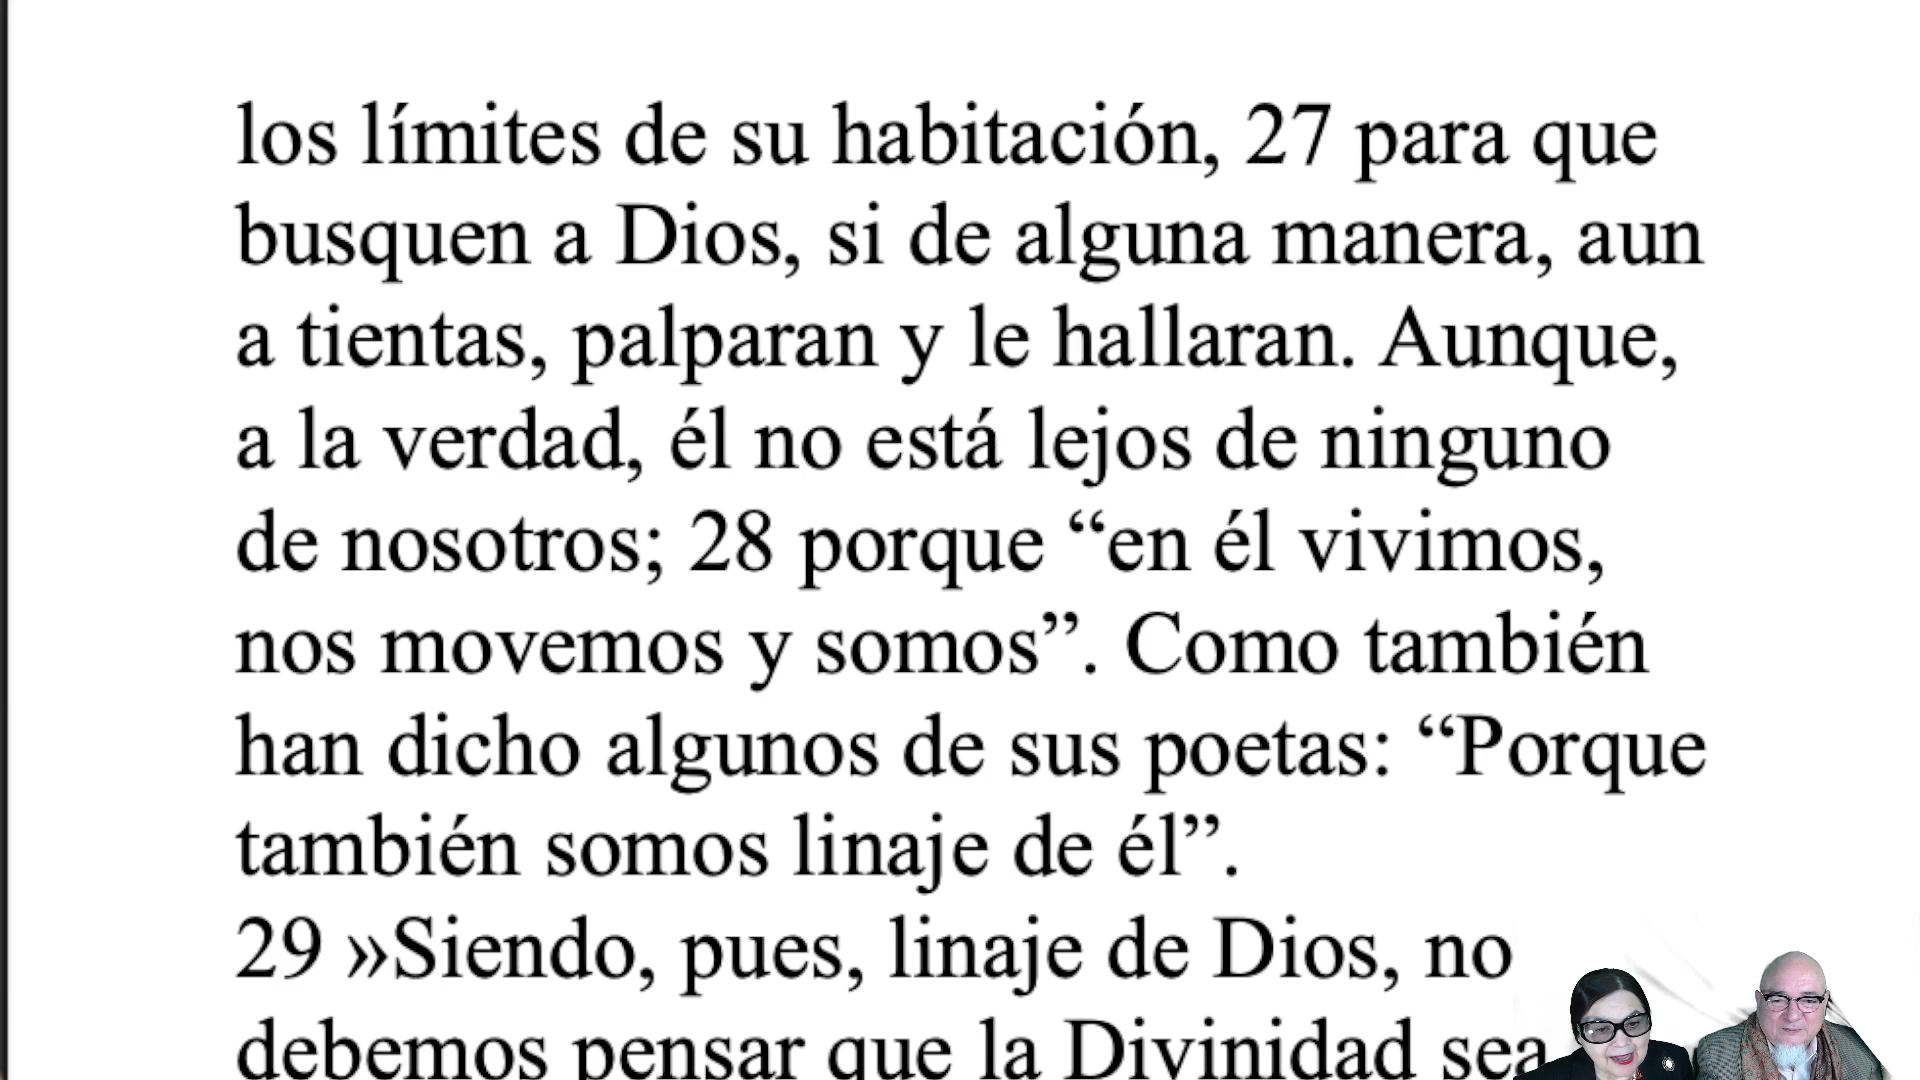 los límites de su habitación, 27 para que
busquen a Dios, si de alguna manera, aun
a tientas, palparan y le hallaran. Aunque,
a la verdad, él no está lejos de ninguno
de nosotros; 28 porque “en él vivimos,
nos movemos y somos”. Como también
han dicho algunos de sus poetas: “Porque
también somos linaje de él”.
29 »Siendo, pues, linaje de Dios, no
debemos pensar que la Divinidad sea